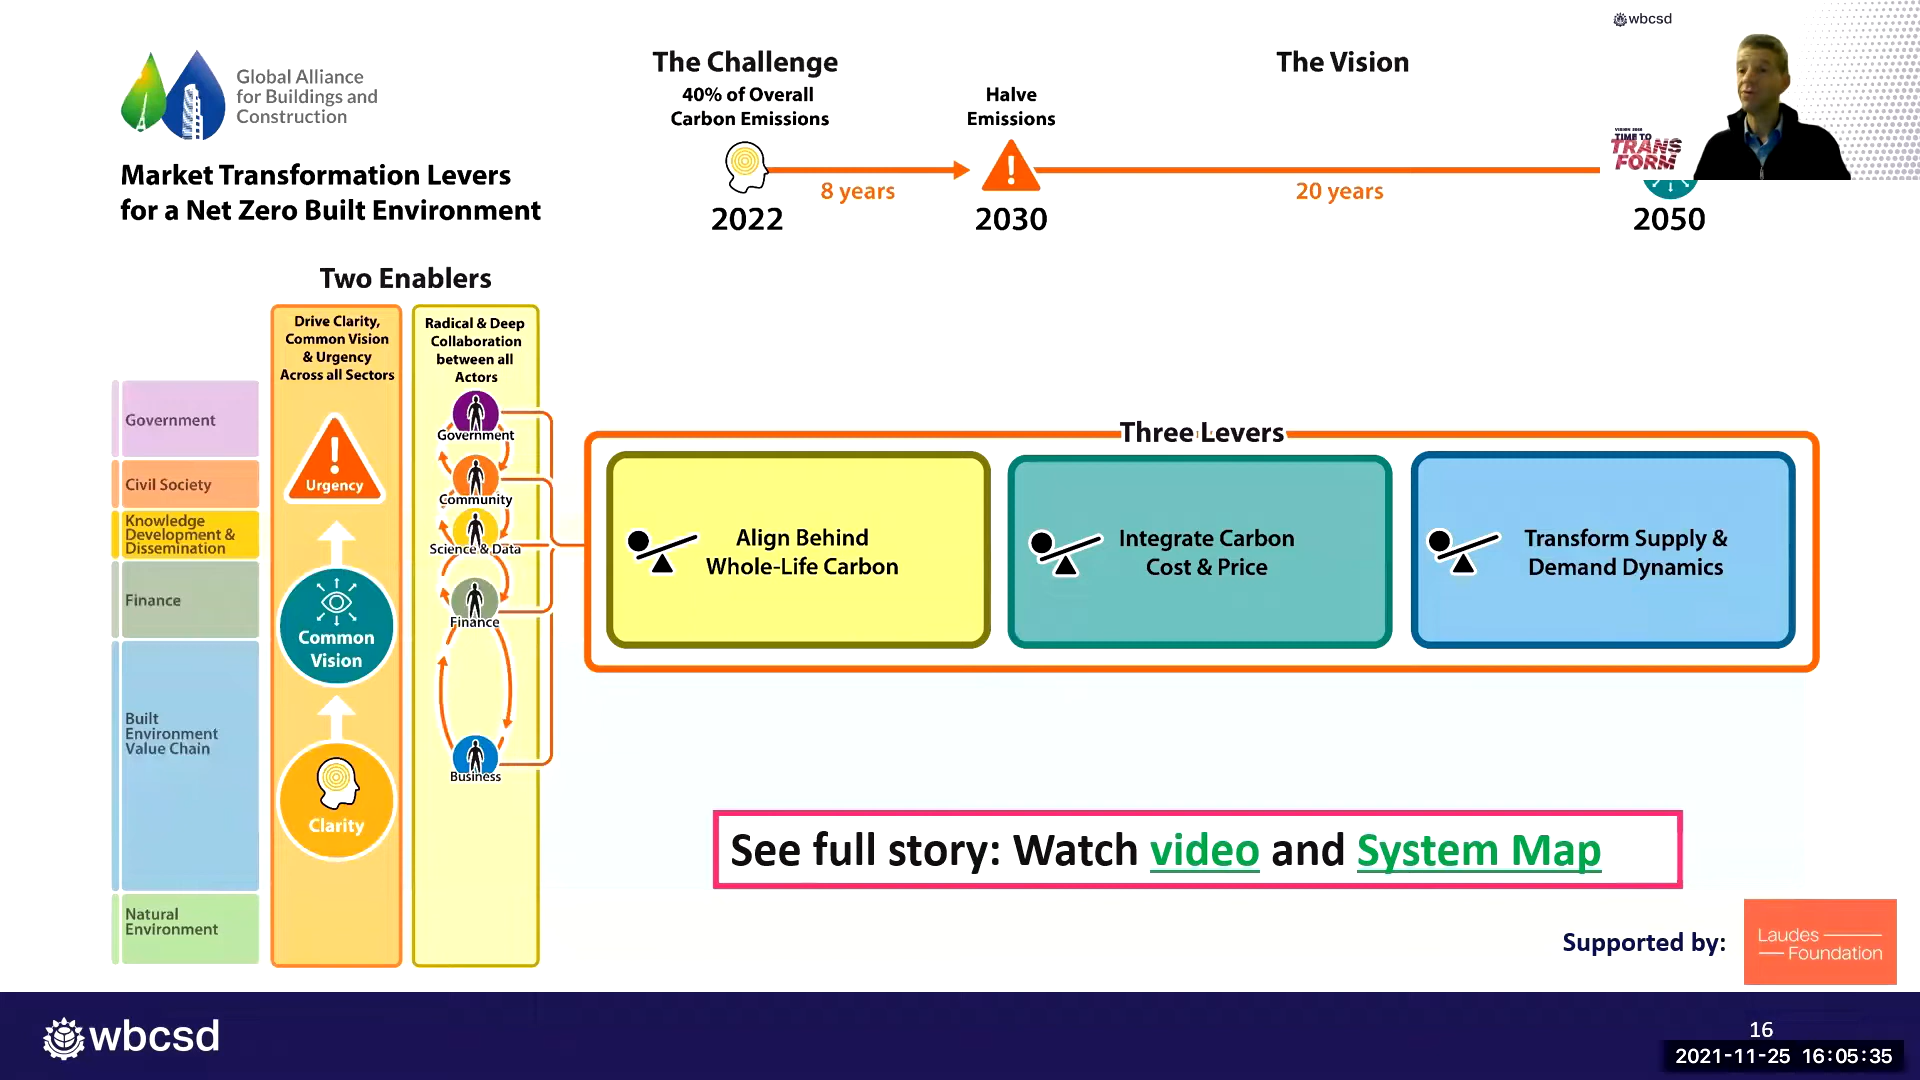 wbcsd
Global Alliance
for Buildings and
Construction
Market Transformation Levers
for a Net Zero Built Environment
The Challenge
40% of Overall
Carbon Emissions
Halve
Emissions
The Vision
VISION 2050
TIME TO
TRANS
FORM
8 years
20 years
2022
2030
2050
Two Enablers
Drive Clarity,
Common Vision
& Urgency
Across all Sectors
Radical & Deep
Collaboration
between all
Actors
Government
Civil Society
Knowledge
Development &
Dissemination
Finance
Built
Environment
Value Chain
Natural
Environment
Urgency
Common
Vision
Clarity
Government
Community
Science & Data
Finance
Business
Three Levers
Align Behind
Whole-Life Carbon
Integrate Carbon
Cost & Price
Transform Supply &
Demand Dynamics
See full story: Watch video and System Map
Supported by:
Laudes
Foundation
wbcsd
16
2021-11-25 16:05:35